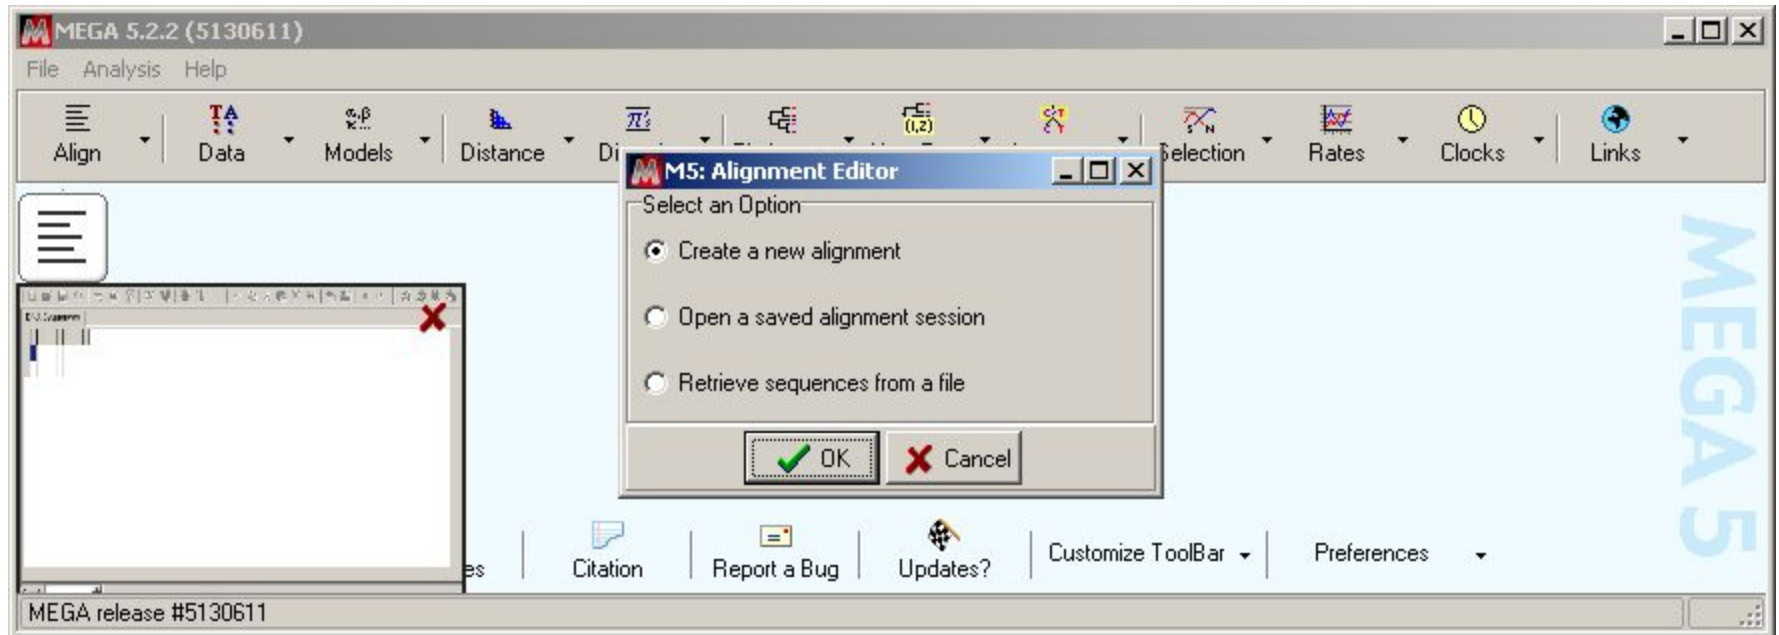 MEGA 5.2.2 (5130611)
File Analysis Help
Align Data Models Distance Di Selection Rates Clocks Links
M5: Alignment Editor
Select an Option
Create a new alignment
Open a saved alignment session
Retrieve sequences from a file
OK Cancel
MEGA 5
es Citation Report a Bug Updates? Customize ToolBar Preferences
MEGA release #5130611